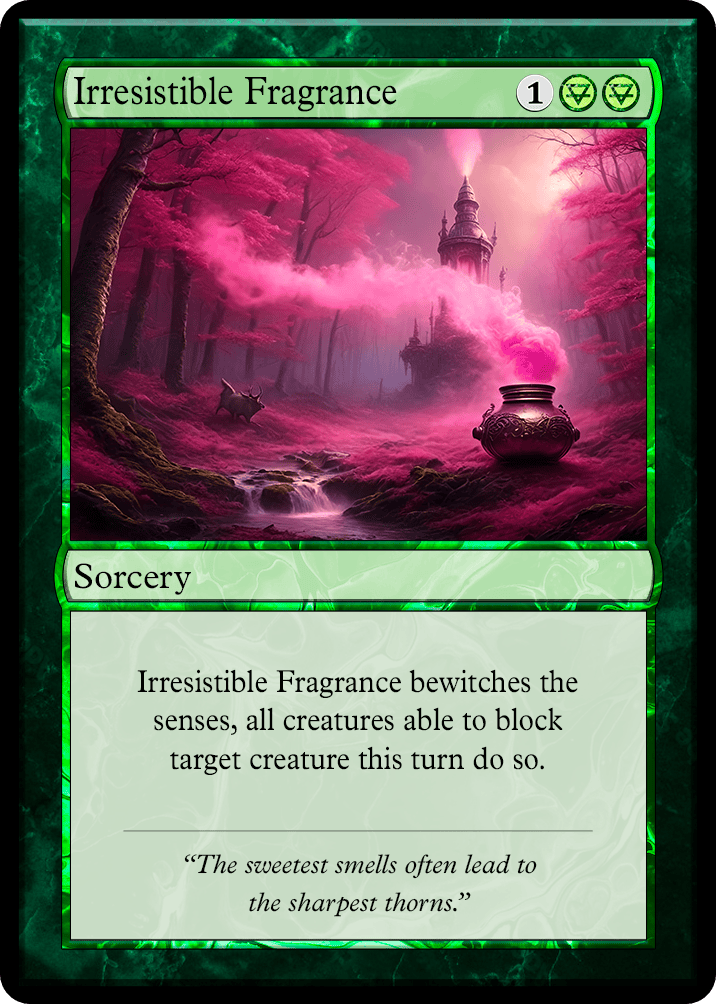 Irresistible Fragrance 1
Sorcery
Irresistible Fragrance bewitches the
senses, all creatures able to block
target creature this turn do so.
“The sweetest smells often lead to
the sharpest thorns.”